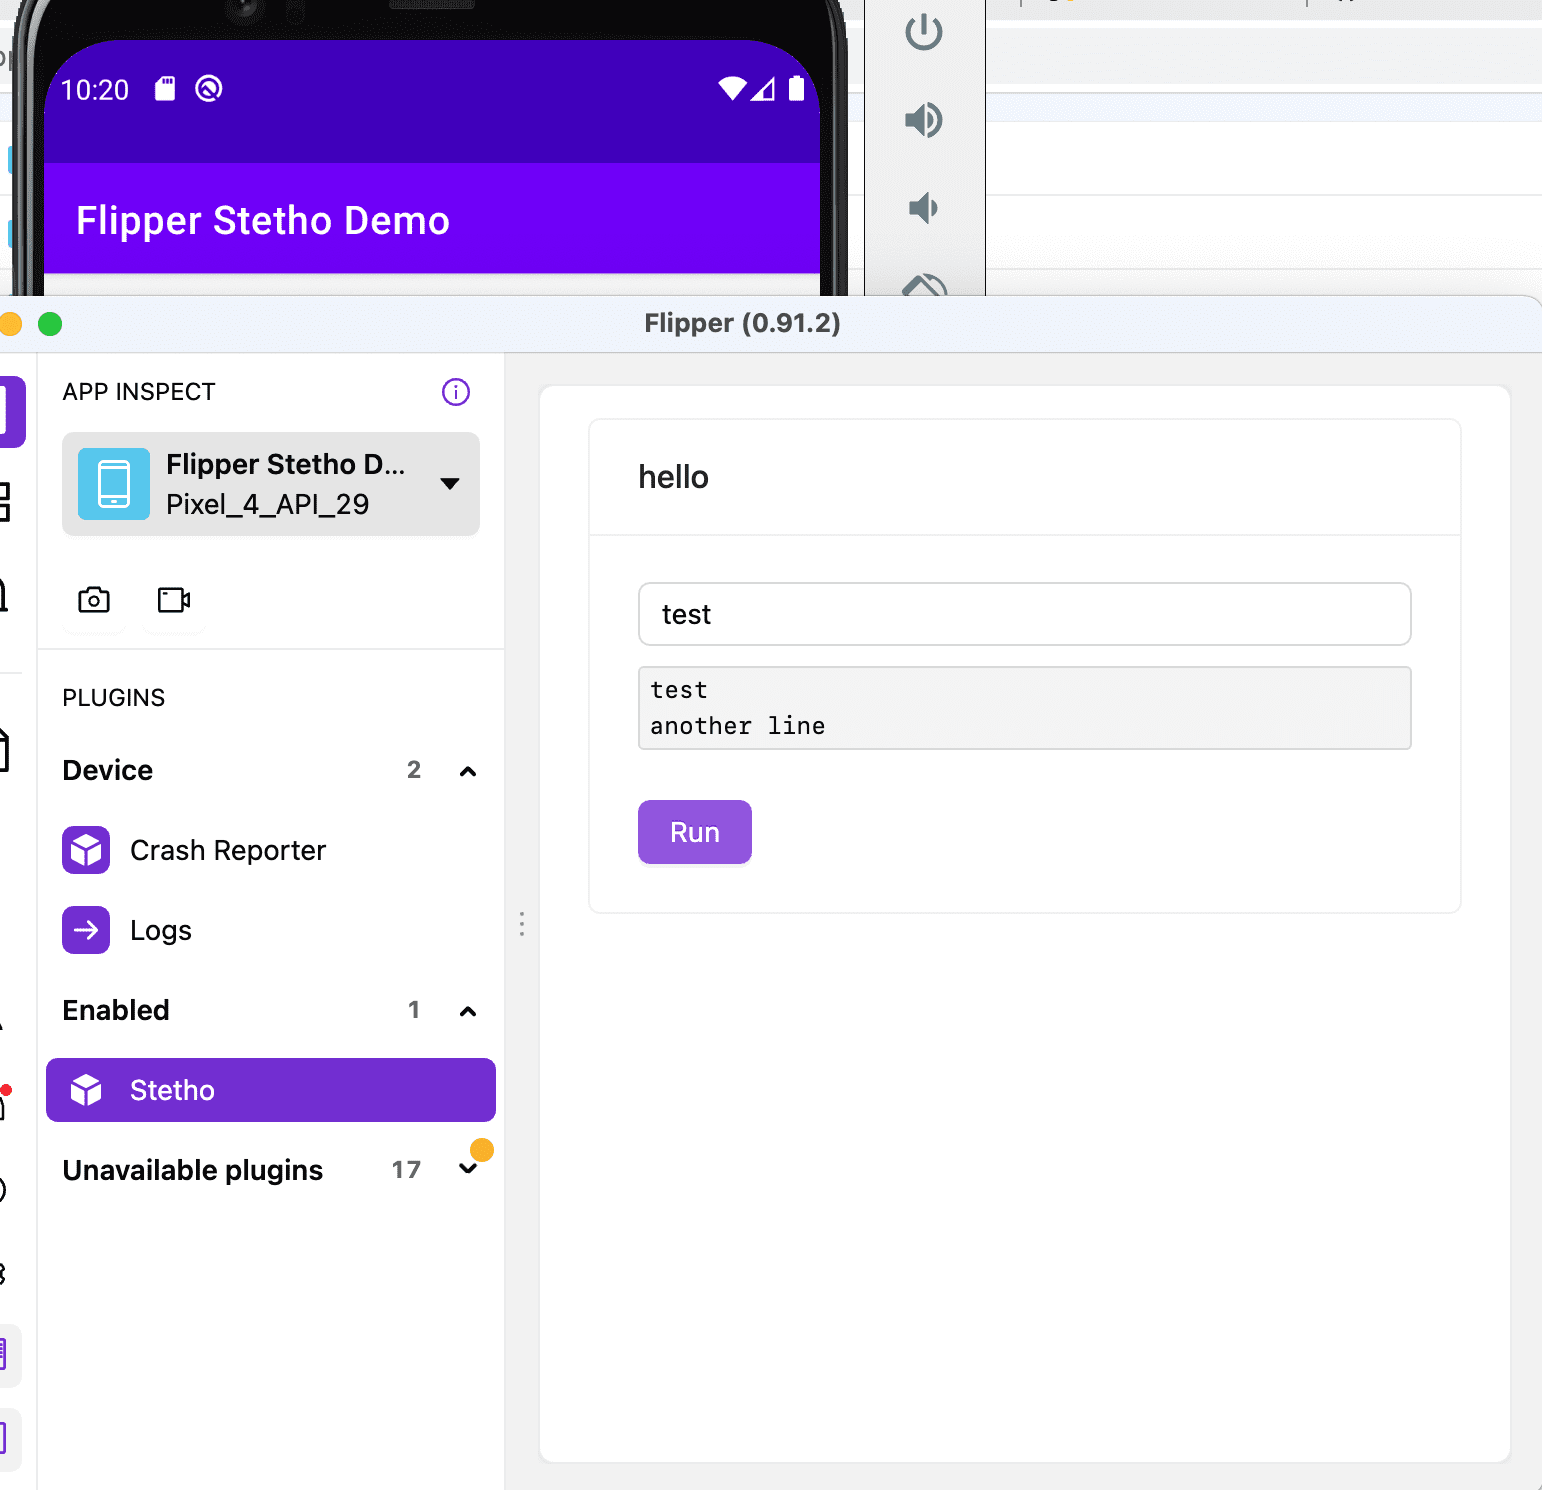 10:20
Flipper Stetho Demo
Flipper (0.91.2)
APP INSPECT
Flipper Stetho D...
Pixel_4_API_29
PLUGINS
Device 2
Crash Reporter
Logs
Enabled 1
Stetho
Unavailable plugins 17
hello
test
test
another line
Run